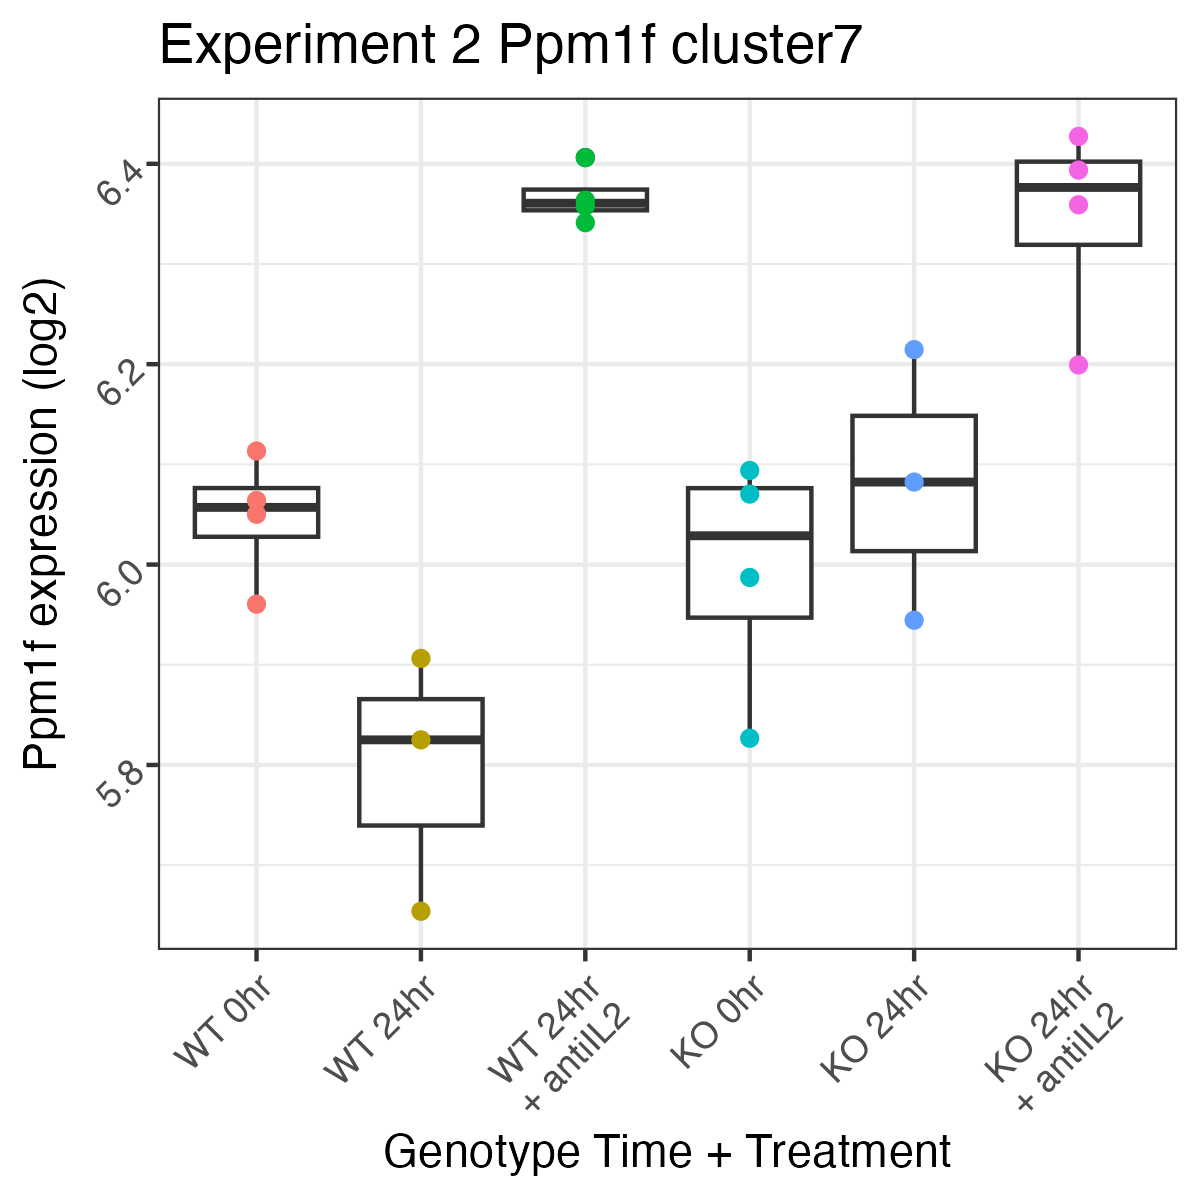 Experiment 2 Ppm1f cluster7
Ppm1f expression (log2)
6.4
6.2
6.0
5.8
WT 0hr
WT 24hr
WT 24hr
+ antiIL2
KO 0hr
KO 24hr
KO 24hr
+ antiIL2
Genotype Time + Treatment